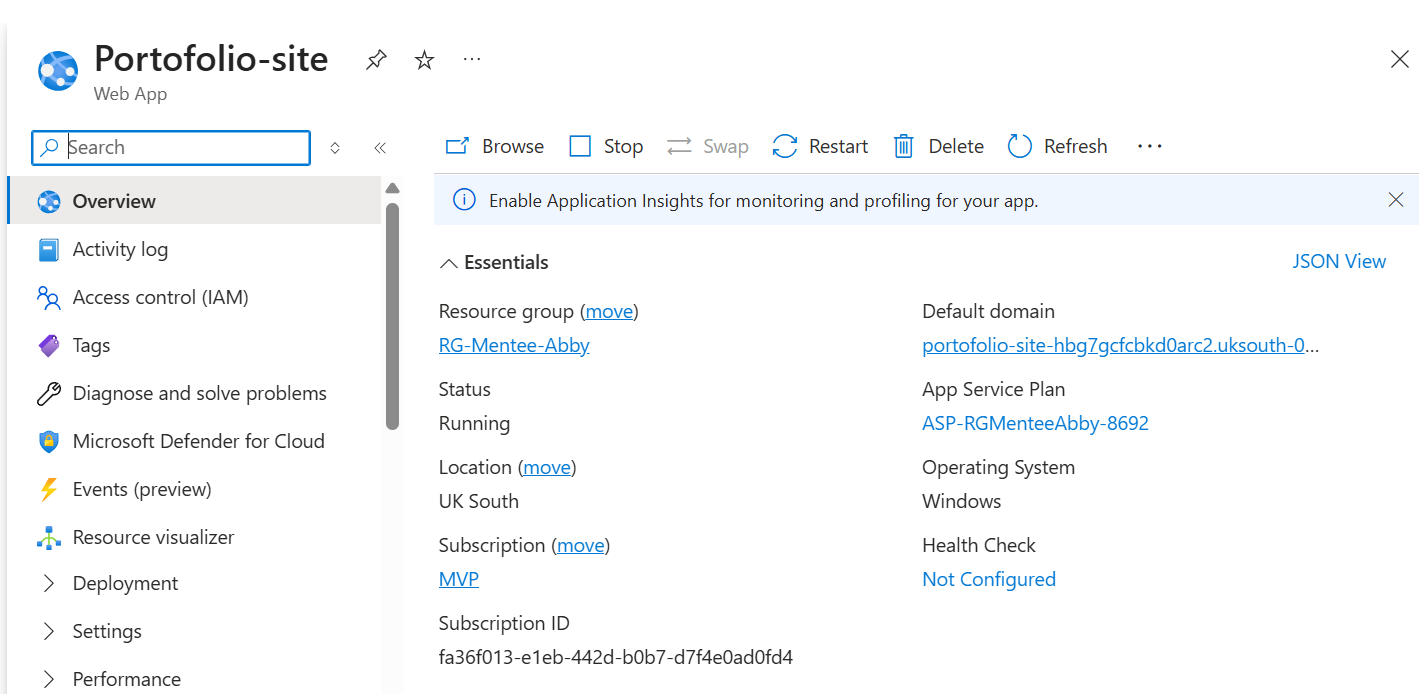 Portofolio-site
Web App
Search
Overview
Activity log
Access control (IAM)
Tags
Diagnose and solve problems
Microsoft Defender for Cloud
Events (preview)
Resource visualizer
Deployment
Settings
Performance
Browse Stop Swap Restart Delete Refresh
Enable Application Insights for monitoring and profiling for your app.
Essentials
JSON View
Resource group (move)
RG-Mentee-Abby
Status
Running
Location (move)
UK South
Subscription (move)
MVP
Subscription ID
fa36f013-e1eb-442d-b0b7-d7f4e0ad0fd4
Default domain
portofolio-site-hbg7gcfcbkd0arc2.uksouth-0...
App Service Plan
ASP-RGMenteeAbby-8692
Operating System
Windows
Health Check
Not Configured